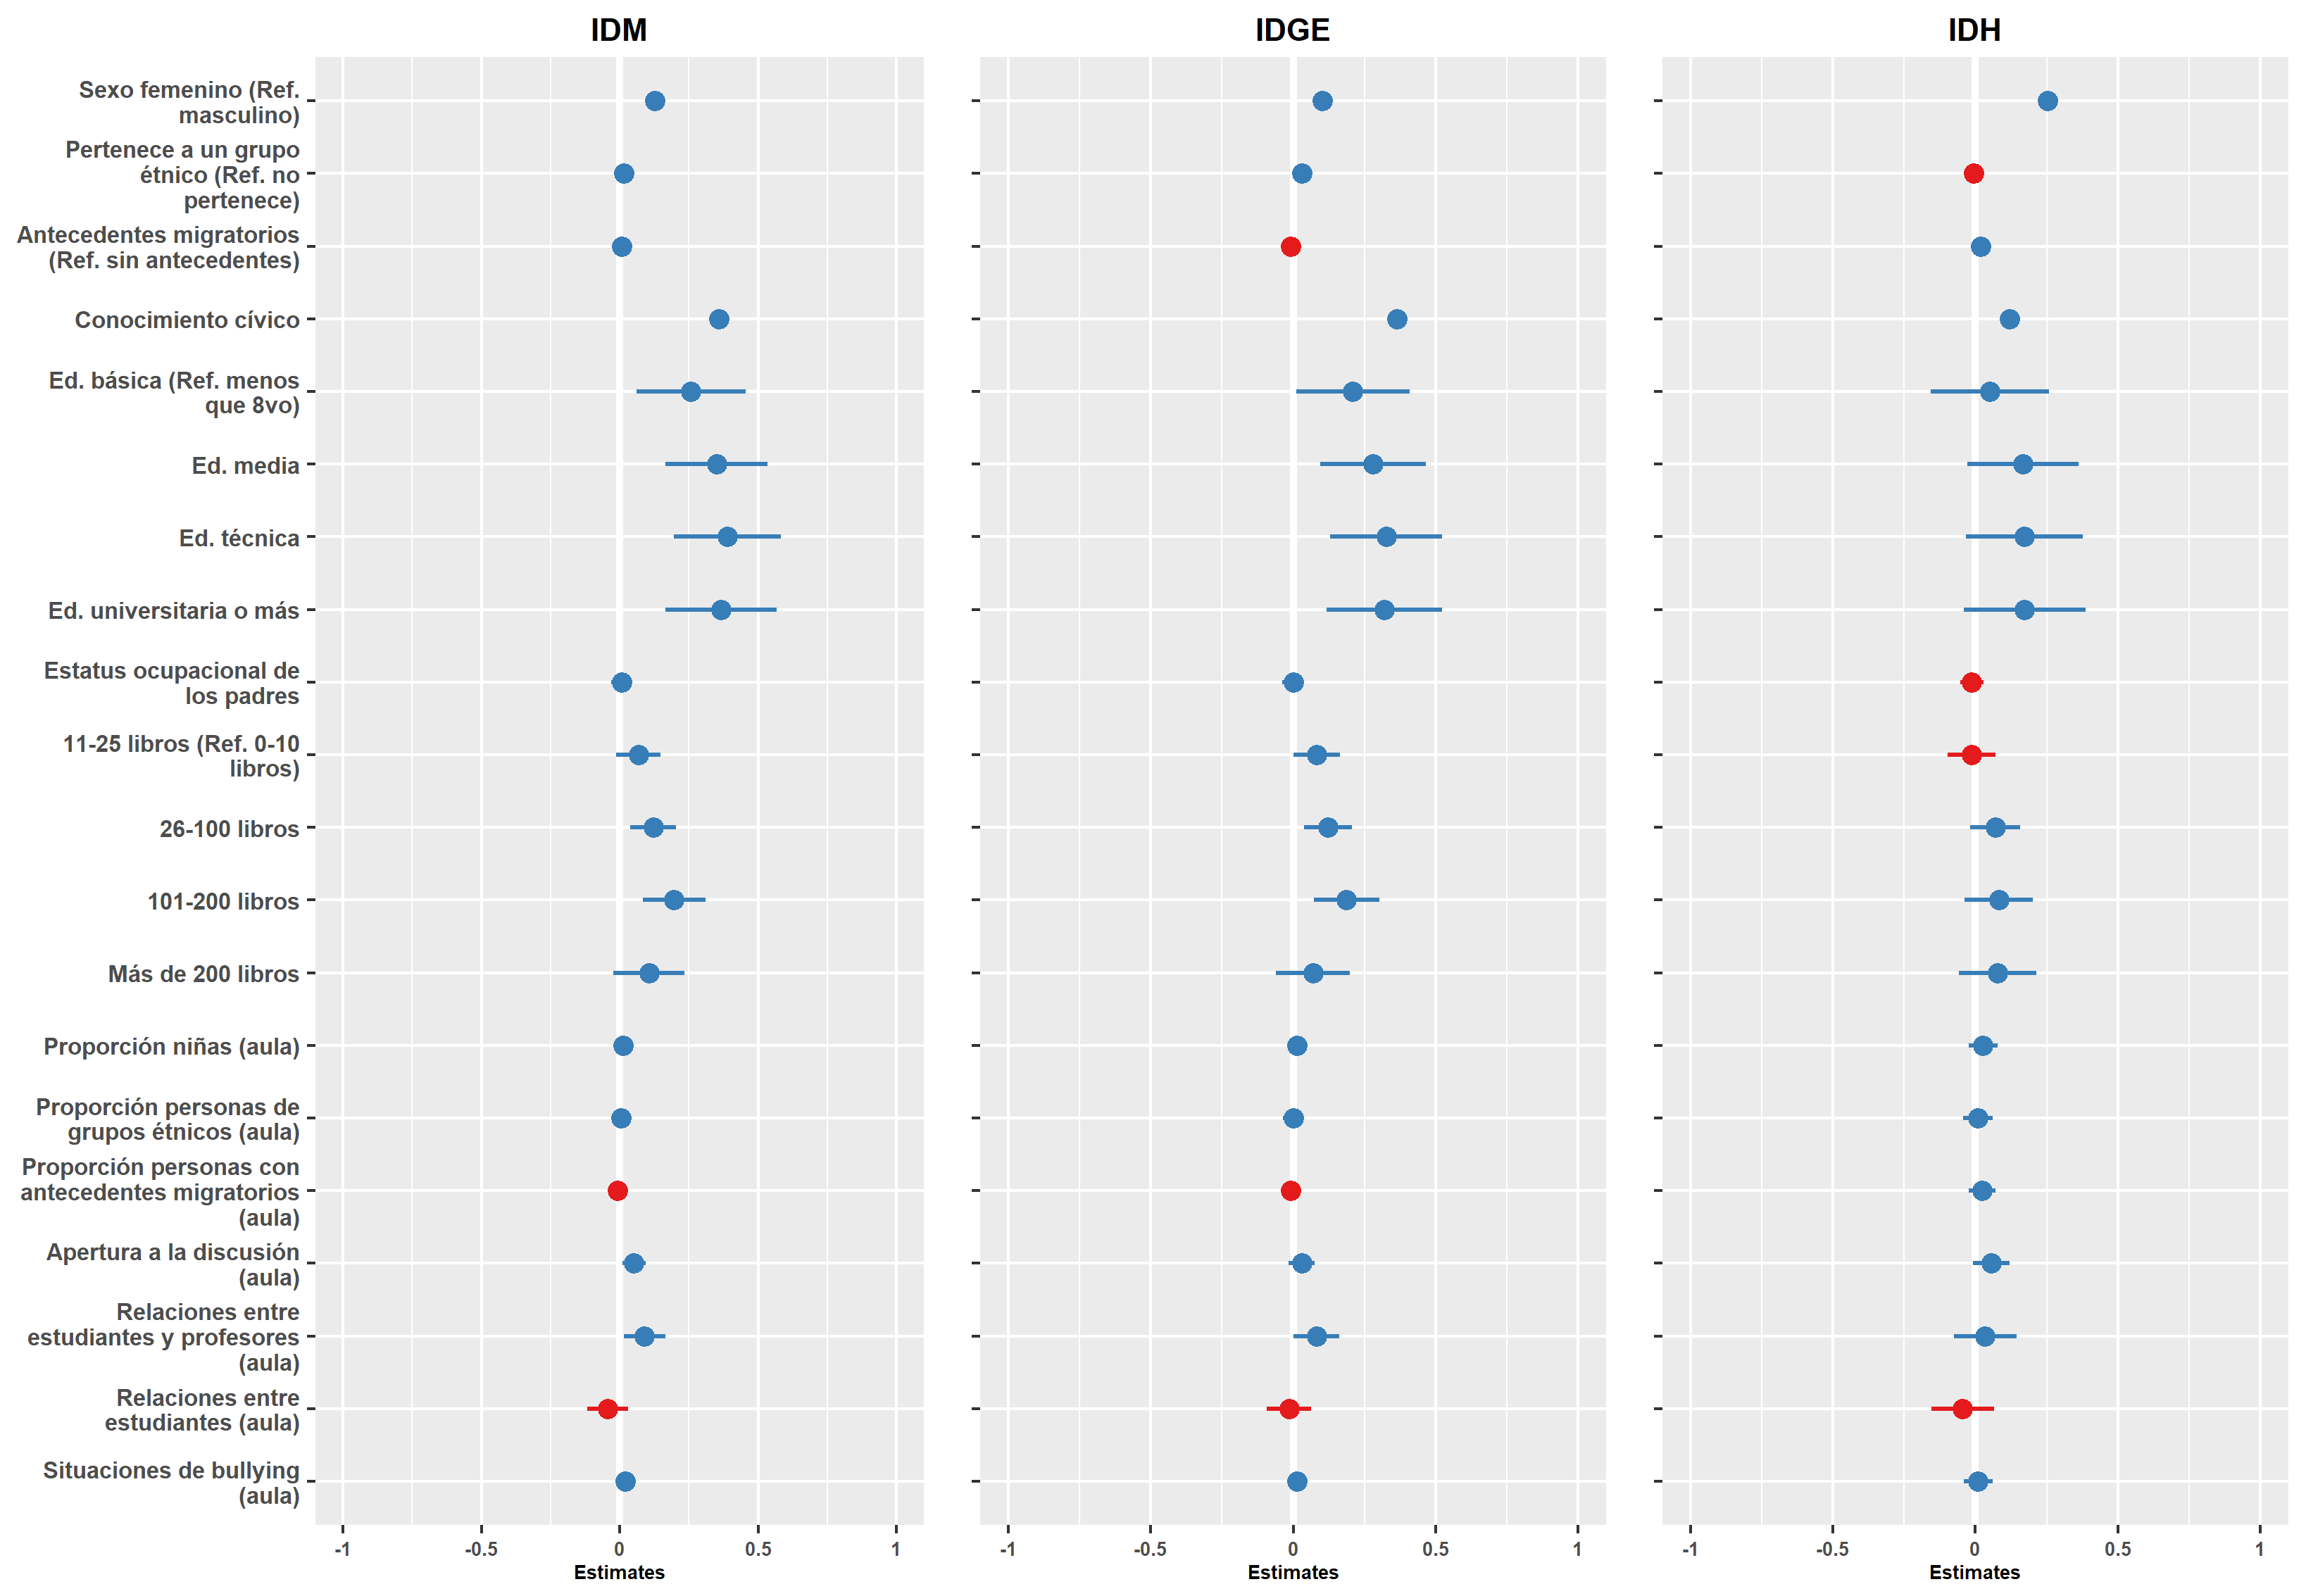 IDM
IDGE
IDH
Sexo femenino (Ref.
masculino)
Pertenece a un grupo
étnico (Ref. no
pertenece)
Antecedentes migratorios
(Ref. sin antecedentes)
Conocimiento cívico
Ed. básica (Ref. menos
que 8vo)
Ed. media
Ed. técnica
Ed. universitaria o más
Estatus ocupacional de
los padres
11-25 libros (Ref. 0-10
libros)
26-100 libros
101-200 libros
Más de 200 libros
Proporción niñas (aula)
Proporción personas de
grupos étnicos (aula)
Proporción personas con
antecedentes migratorios
(aula)
Apertura a la discusión
(aula)
Relaciones entre
estudiantes y profesores
(aula)
Relaciones entre
estudiantes (aula)
Situaciones de bullying
(aula)
-1 -0.5 0 0.5 1
Estimates
-1 -0.5 0 0.5 1
Estimates
-1 -0.5 0 0.5 1
Estimates